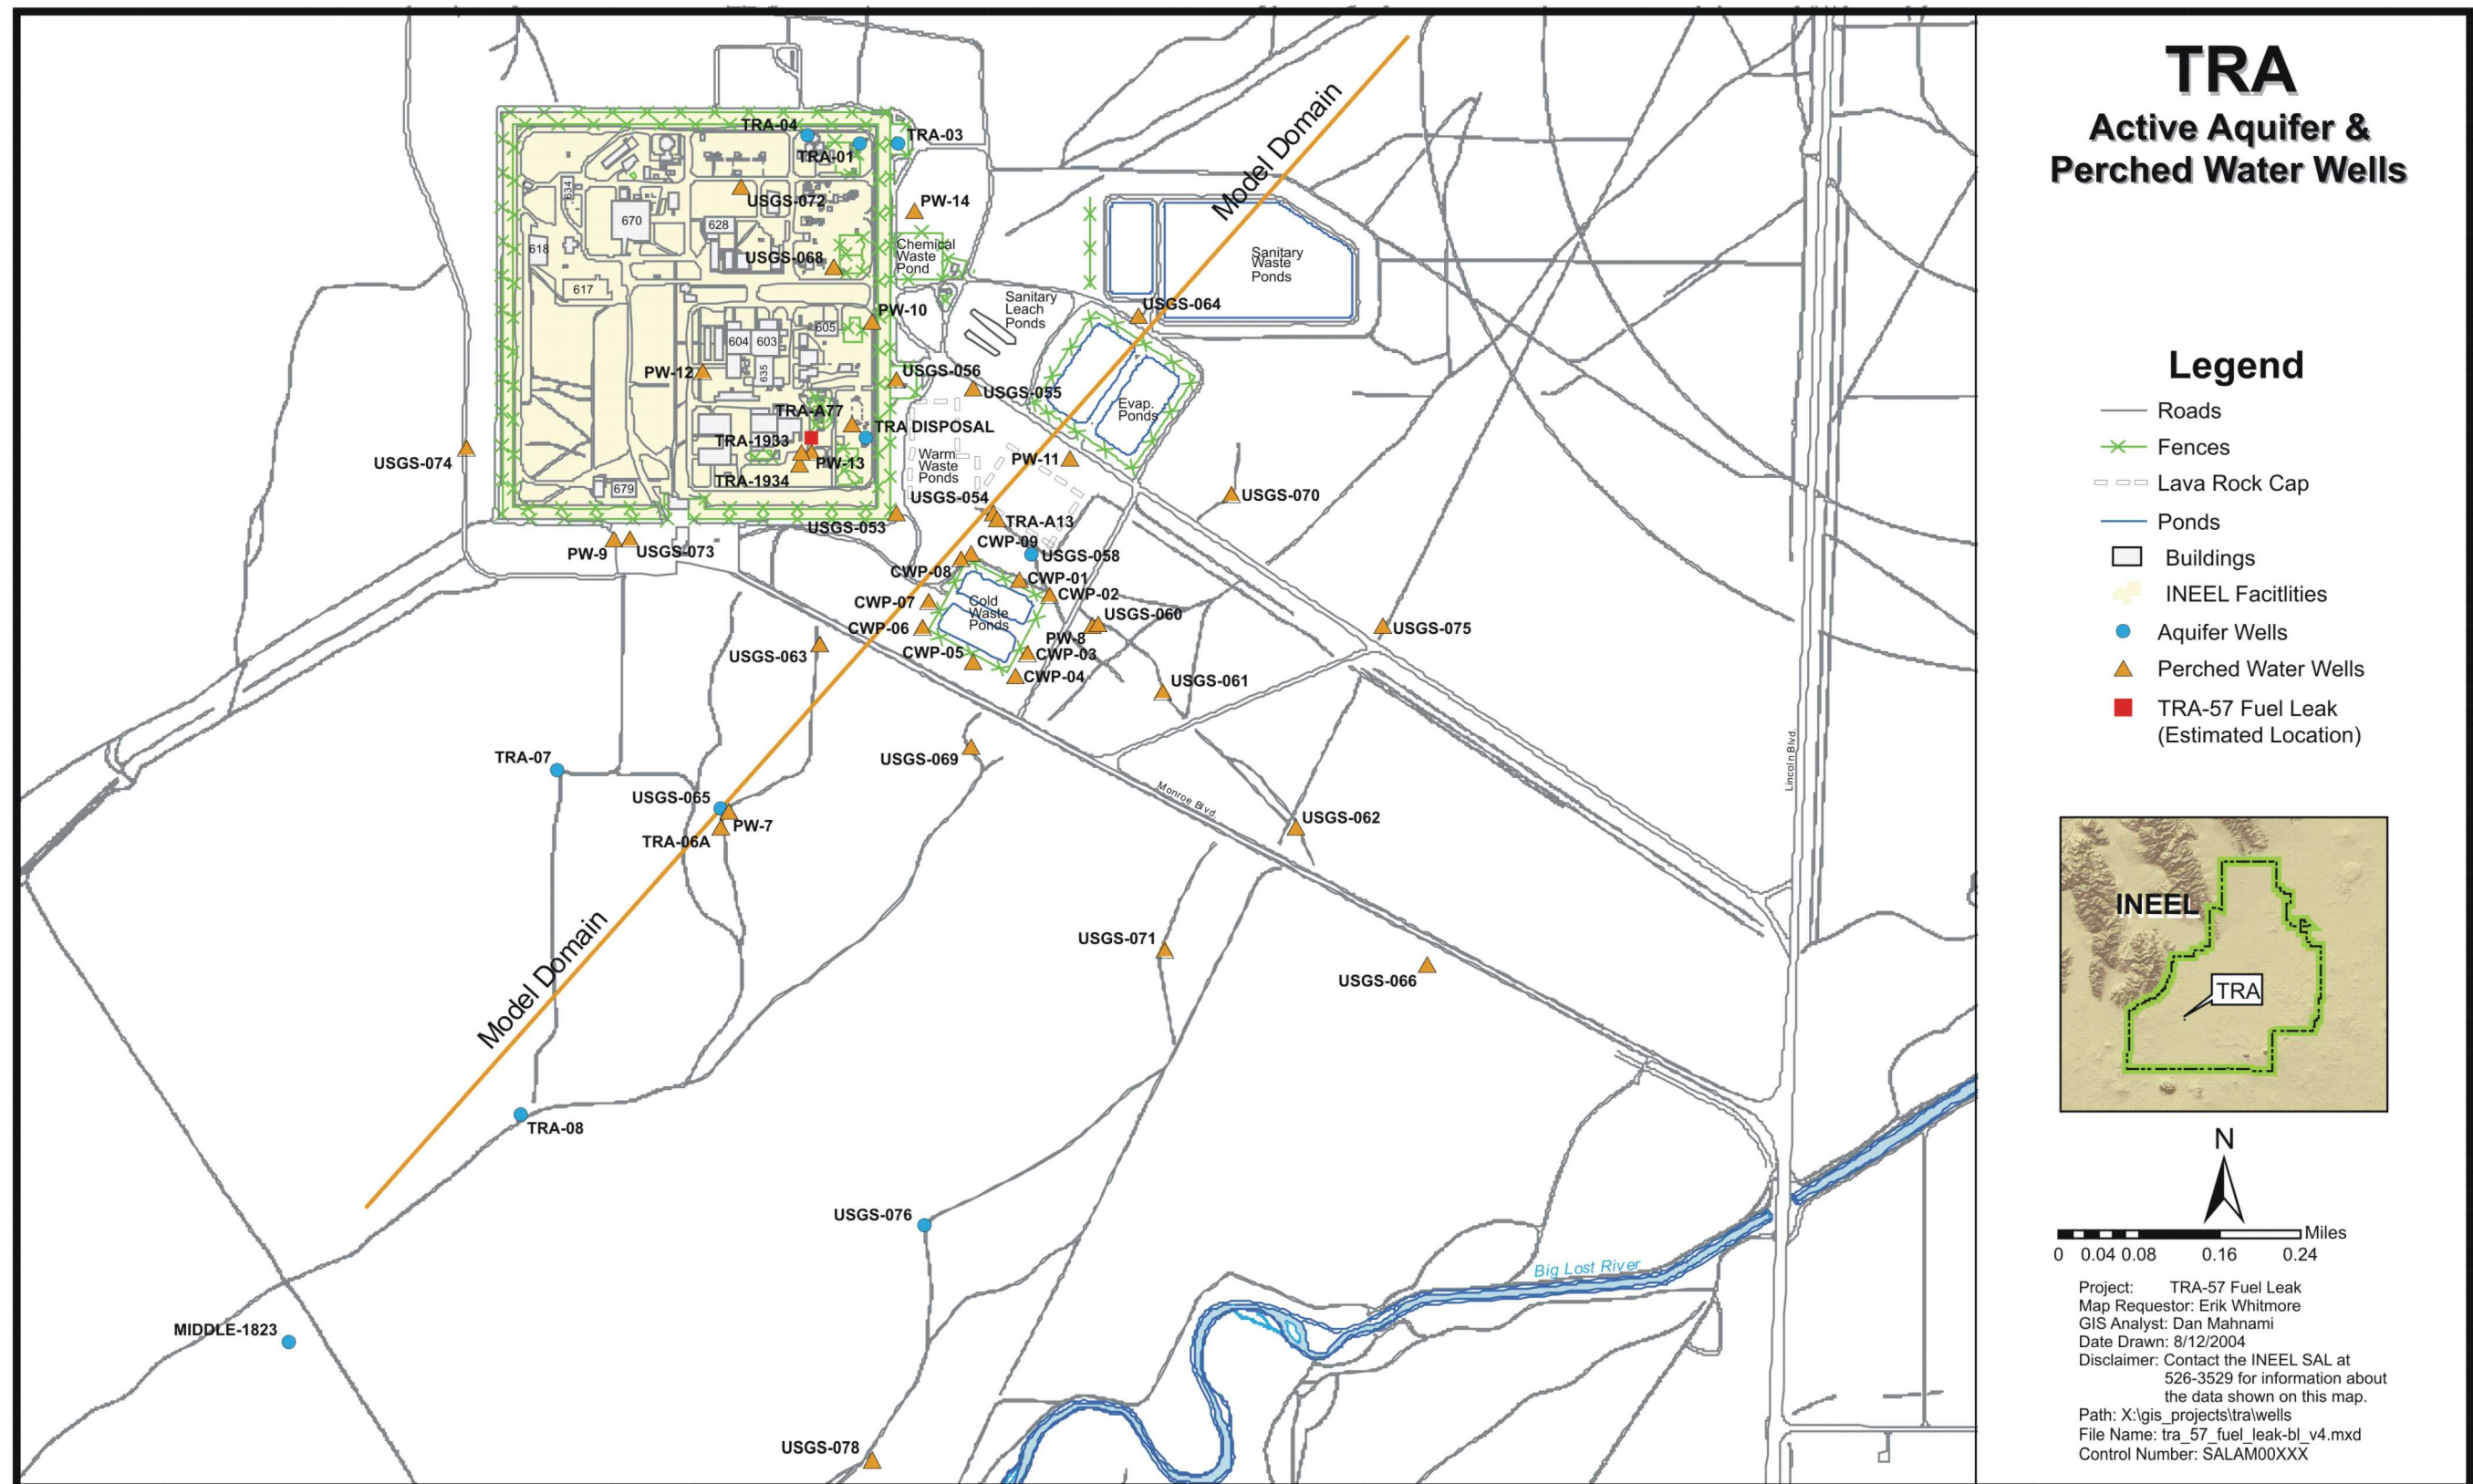 TRA
Active Aquifer &
Perched Water Wells
Legend
Roads
Fences
Lava Rock Cap
Ponds
Buildings
INEEL Facitlities
Aquifer Wells
Perched Water Wells
TRA-57 Fuel Leak
(Estimated Location)
INEEL
TRA
N
Miles
0 0.04 0.08 0.16 0.24
Project: TRA-57 Fuel Leak
Map Requestor: Erik Whitmore
GIS Analyst: Dan Mahnami
Date Drawn: 8/12/2004
Disclaimer: Contact the INEEL SAL at
526-3529 for information about
the data shown on this map.
Path: X:\gis_projects\tra\wells
File Name: tra_57_fuel_leak-bl_v4.mxd
Control Number: SALAM00XXX
Model Domain
TRA-04
TRA-03
TRA-01
634
USGS-072
PW-14
670
628
618
USGS-068
Chemical
Waste
Pond
Sanitary
Waste
Ponds
617
Sanitary
Leach
Ponds
USGS-064
PW-10
605
604
603
635
PW-12
USGS-056
USGS-055
Evap.
Ponds
TRA-A77
TRA DISPOSAL
TRA-1933
PW-13
USGS-074
Warm
Waste
Ponds
PW-11
TRA-1934
679
USGS-054
USGS-070
USGS-053
TRA-A13
PW-9
USGS-073
CWP-09
USGS-058
CWP-08
CWP-01
CWP-02
CWP-07
Cold
Waste
Ponds
USGS-060
CWP-06
PW-8
USGS-075
CWP-05
CWP-03
USGS-063
CWP-04
USGS-061
TRA-07
USGS-069
Lincoln Blvd.
Monroe Blvd.
USGS-065
PW-7
TRA-06A
USGS-062
Model Domain
USGS-071
USGS-066
TRA-08
USGS-076
Big Lost River
MIDDLE-1823
USGS-078